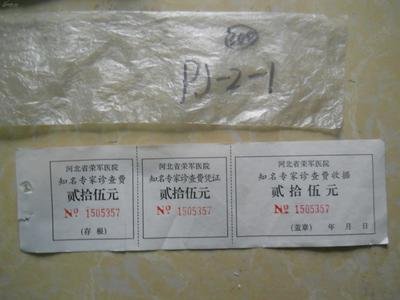 PJ-2-1
河北省荣军医院
知名专家诊查费
贰拾伍元
№ 1505357
(存根)
河北省荣军医院
知名专家诊查费凭证
贰拾伍元
№ 1505357
河北省荣军医院
知名专家诊查费收据
贰拾伍元
№ 1505357
(盖章) 年 月 日